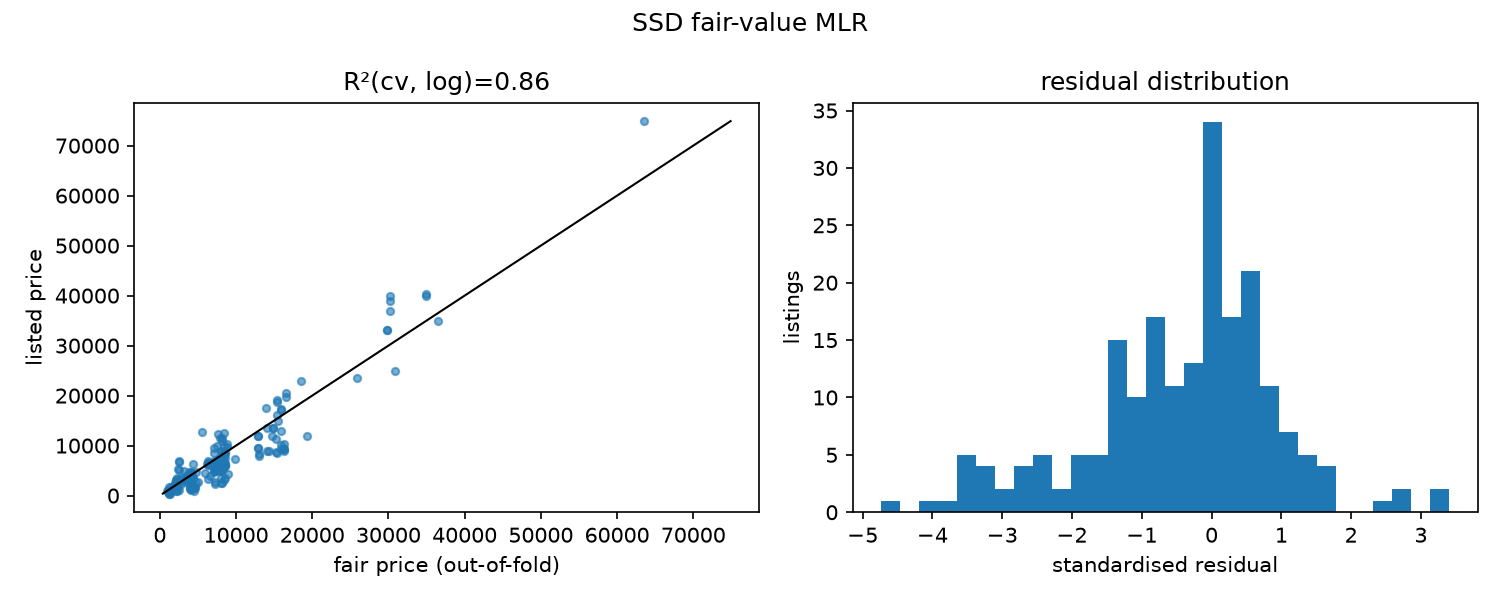 SSD fair-value MLR
R²(cv, log)=0.86
listed price
70000
60000
50000
40000
30000
20000
10000
0
0 10000 20000 30000 40000 50000 60000 70000
fair price (out-of-fold)
residual distribution
listings
35
30
25
20
15
10
5
0
−5 −4 −3 −2 −1 0 1 2 3
standardised residual